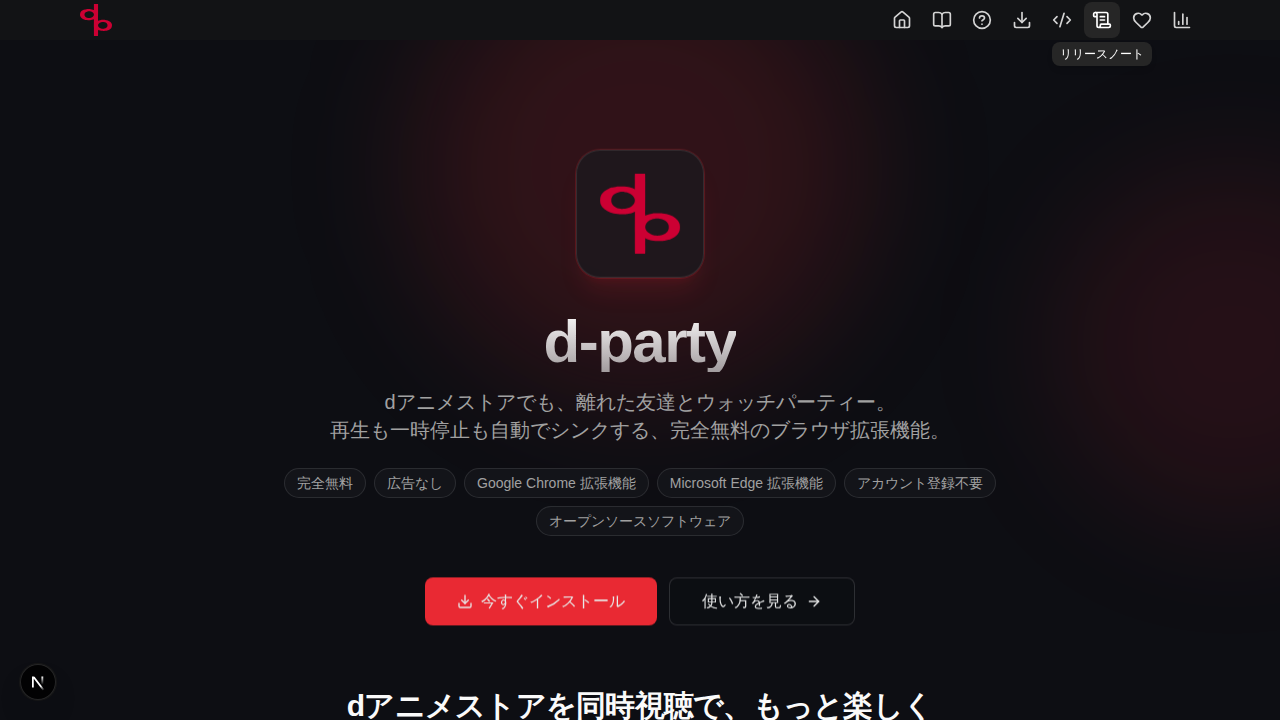 リリースノート
d-party
dアニメストアでも、離れた友達とウォッチパーティー。
再生も一時停止も自動でシンクする、完全無料のブラウザ拡張機能。
完全無料
広告なし
Google Chrome 拡張機能
Microsoft Edge 拡張機能
アカウント登録不要
オープンソースソフトウェア
今すぐインストール
使い方を見る
dアニメストアを同時視聴で、もっと楽しく